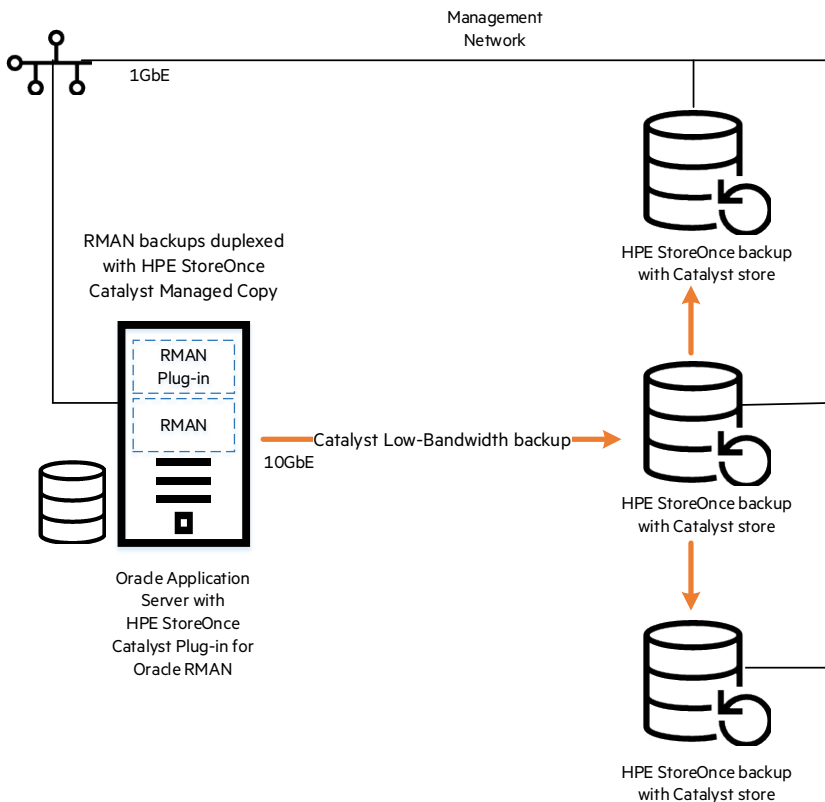 Management
Network
1GbE
HPE StoreOnce backup
with Catalyst store
RMAN backups duplexed
with HPE StoreOnce
Catalyst Managed Copy
RMAN
Plug-in
RMAN
Catalyst Low-Bandwidth backup
10GbE
HPE StoreOnce backup
with Catalyst store
Oracle Application
Server with
HPE StoreOnce
Catalyst Plug-in for
Oracle RMAN
HPE StoreOnce backup
with Catalyst store